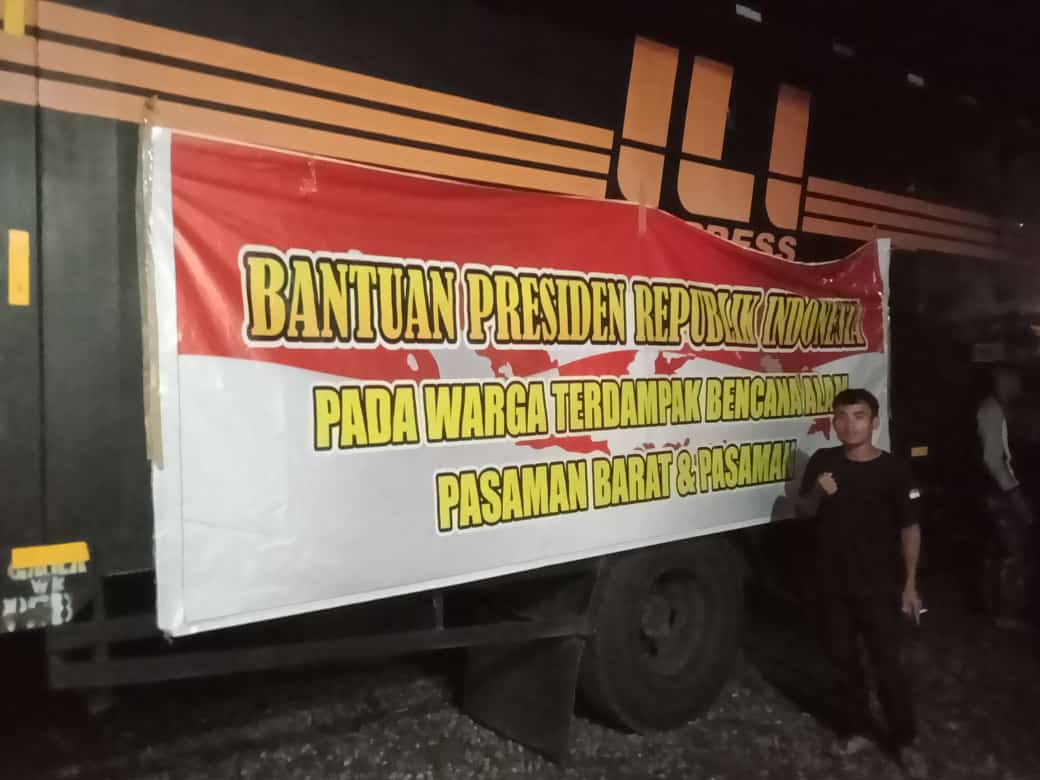 BANTUAN PRESIDEN REPUBLIK INDONESIA
PADA WARGA TERDAMPAK BENCANA ALAM
PASAMAN BARAT & PASAMAN